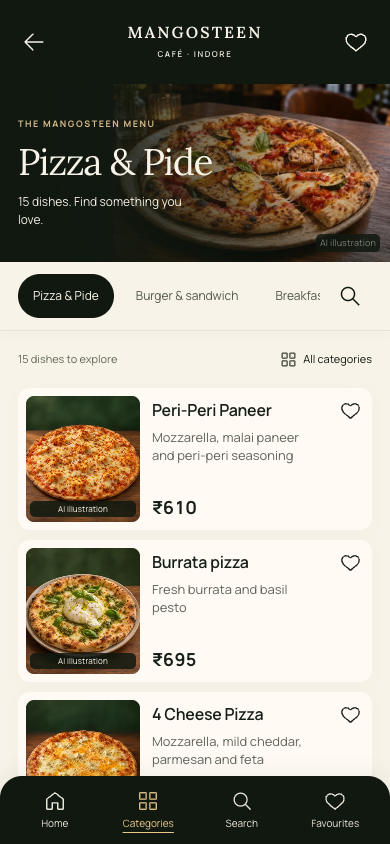 MANGOSTEEN
CAFÉ · INDORE
THE MANGOSTEEN MENU
Pizza & Pide
15 dishes. Find something you
love.
AI illustration
Pizza & Pide
Burger & sandwich
Breakfas
15 dishes to explore
All categories
Peri-Peri Paneer
Mozzarella, malai paneer
and peri-peri seasoning
₹610
AI illustration
Burrata pizza
Fresh burrata and basil
pesto
₹695
AI illustration
4 Cheese Pizza
Mozzarella, mild cheddar,
parmesan and feta
Home
Categories
Search
Favourites